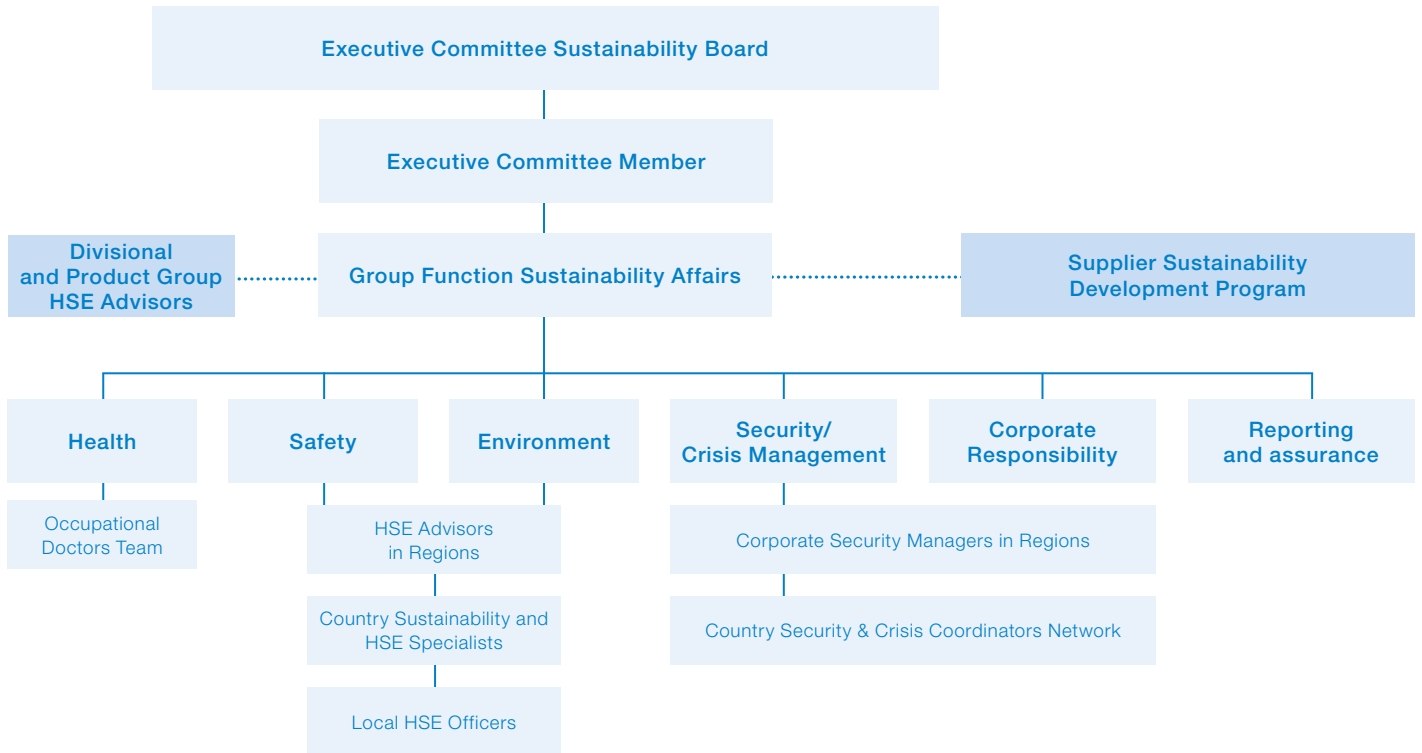 Executive Committee Sustainability Board
Executive Committee Member
Divisional
and Product Group
HSE Advisors
Group Function Sustainability Affairs
Supplier Sustainability
Development Program
Health
Safety
Environment
Security/
Crisis Management
Corporate
Responsibility
Reporting
and assurance
Occupational
Doctors Team
HSE Advisors
in Regions
Corporate Security Managers in Regions
Country Sustainability and
HSE Specialists
Country Security & Crisis Coordinators Network
Local HSE Officers